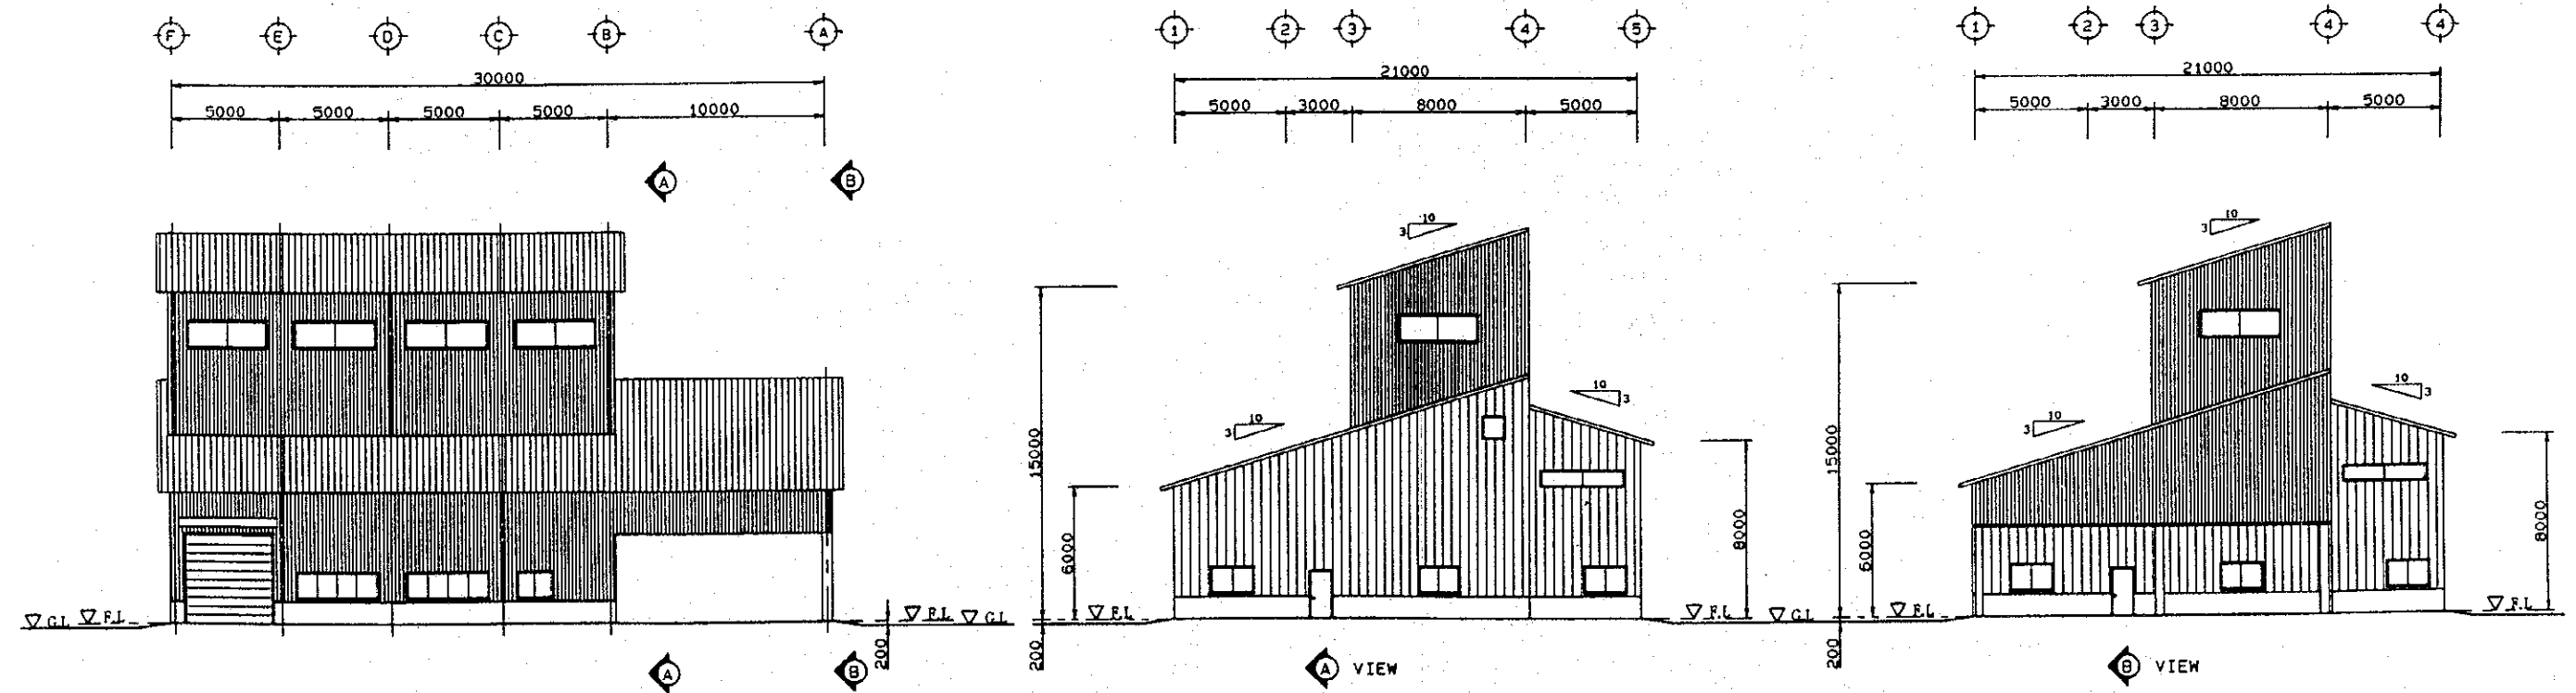 F E D C B A
30000
5000 5000 5000 5000 10000
A B
▽ G.L ▽ F.L
▽ F.L ▽ G.L
200
A B
1 2 3 4 5
21000
5000 3000 8000 5000
10
3
10
3
10
3
15000
6000
8000
▽ F.L
▽ F.L ▽ G.L
200
A VIEW
1 2 3 4 4
21000
5000 3000 8000 5000
10
3
10
3
10
3
15000
6000
8000
▽ F.L
▽ F.L
200
B VIEW